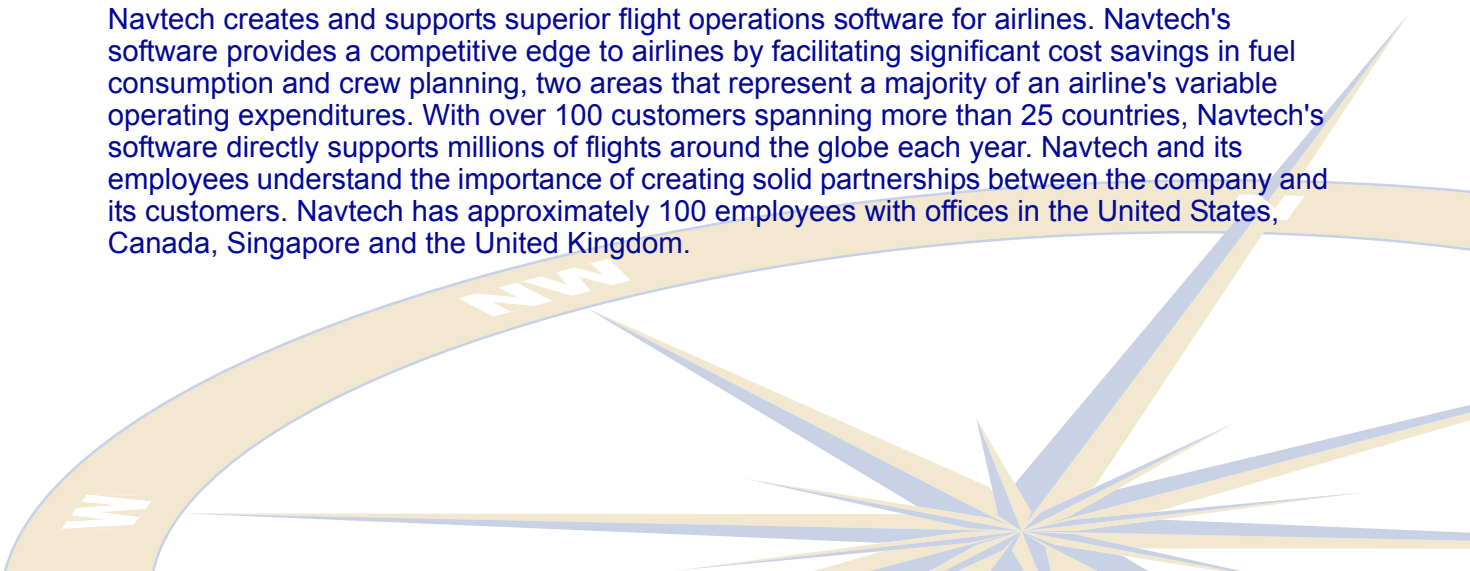 Navtech creates and supports superior flight operations software for airlines. Navtech's
software provides a competitive edge to airlines by facilitating significant cost savings in fuel
consumption and crew planning, two areas that represent a majority of an airline's variable
operating expenditures. With over 100 customers spanning more than 25 countries, Navtech's
software directly supports millions of flights around the globe each year. Navtech and its
employees understand the importance of creating solid partnerships between the company and
its customers. Navtech has approximately 100 employees with offices in the United States,
Canada, Singapore and the United Kingdom.
NW
W